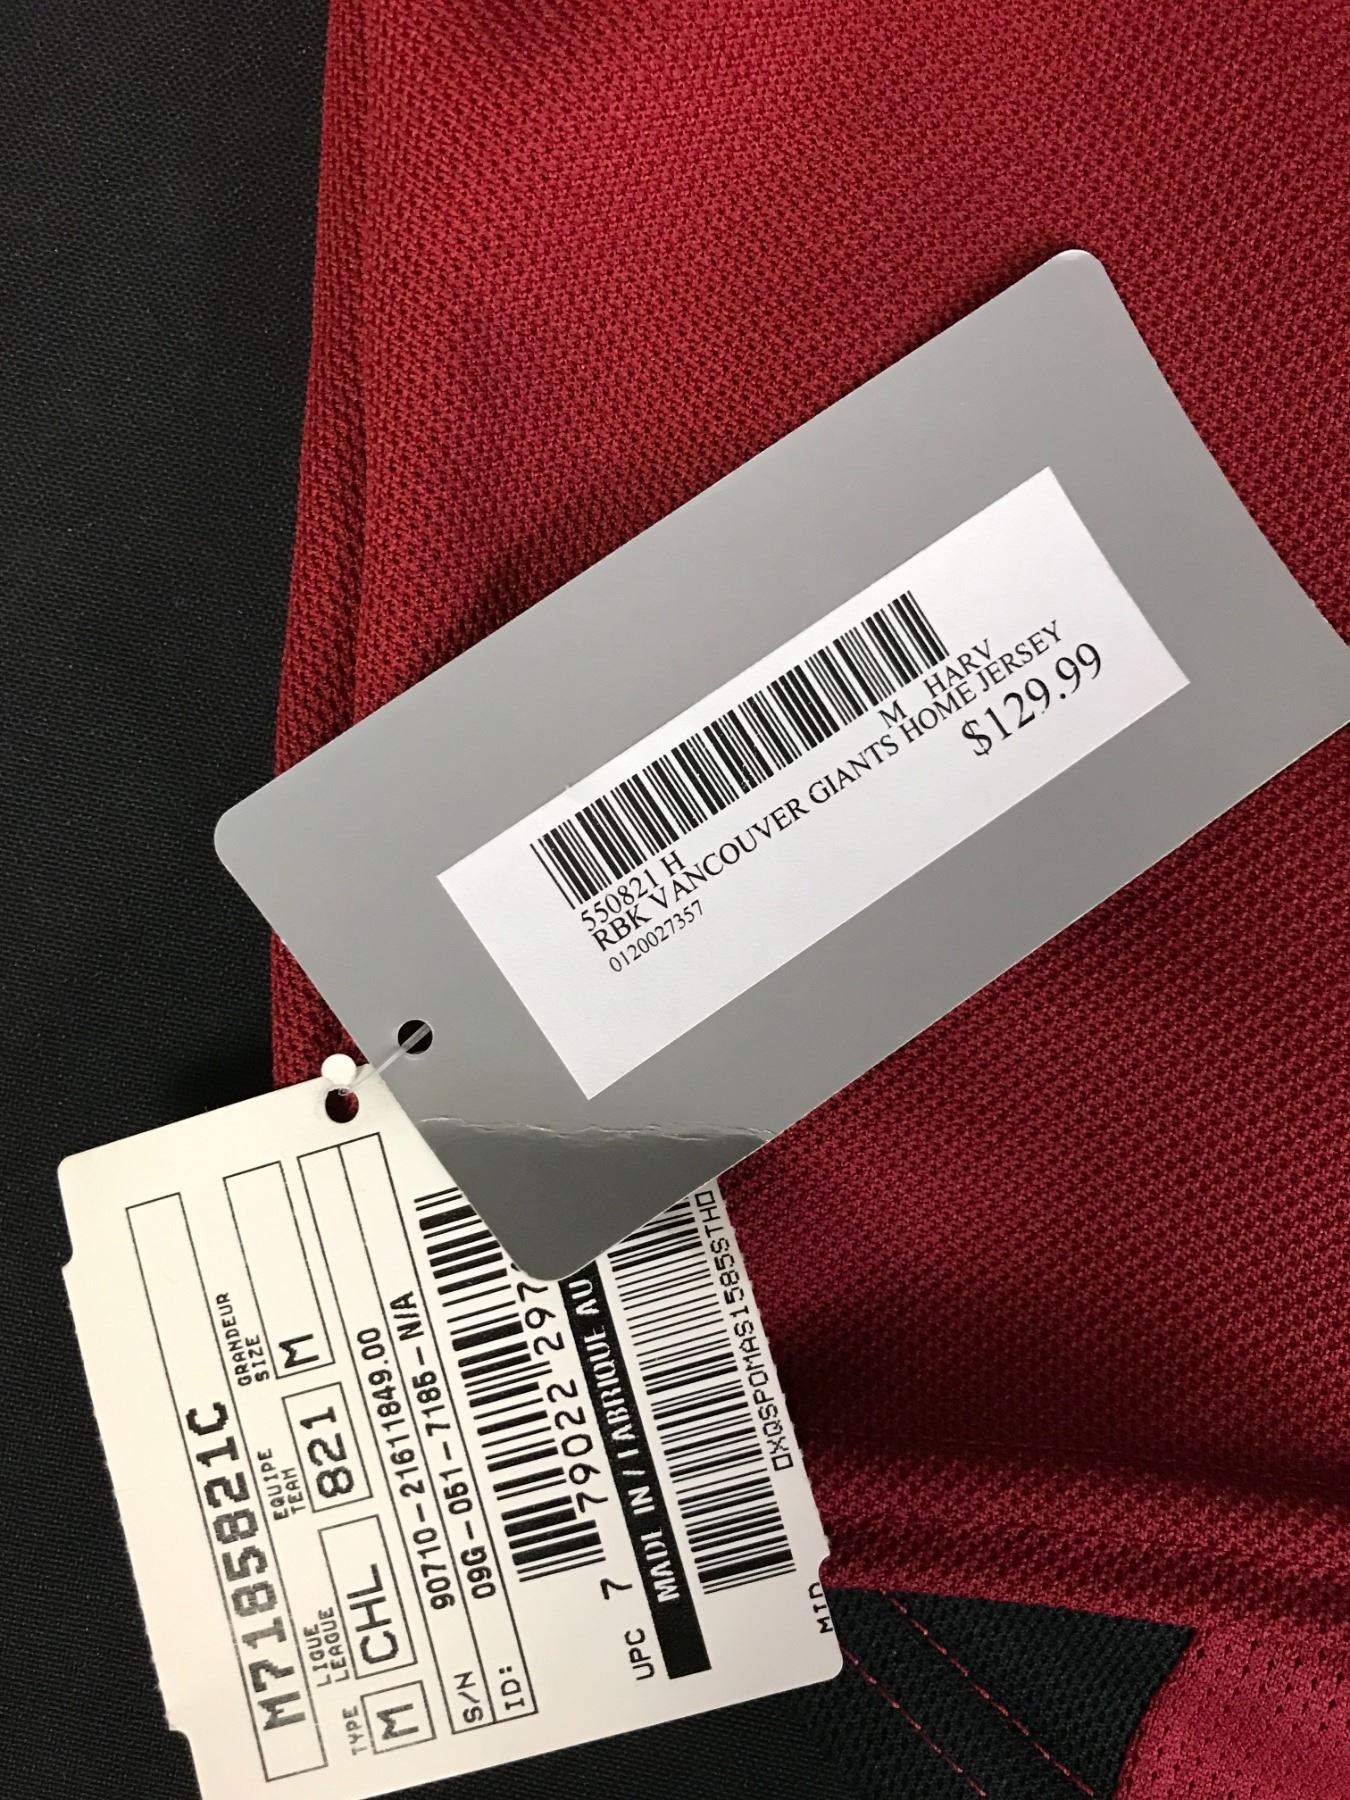 M HARV
550821 H
RBK VANCOUVER GIANTS HOME JERSEY
0120027357
$129.99
M7185821C
TYPE
LIGUE
LEAGUE
EQUIPE
TEAM
GRANDEUR
SIZE
M CHL 821 M
90710-21611849.00
S/N 09G-051-7185-N/A
ID:
UPC 7 79022 297
MADE IN / FABRIQUE AU
MID OXQSPOMAS1585STHO